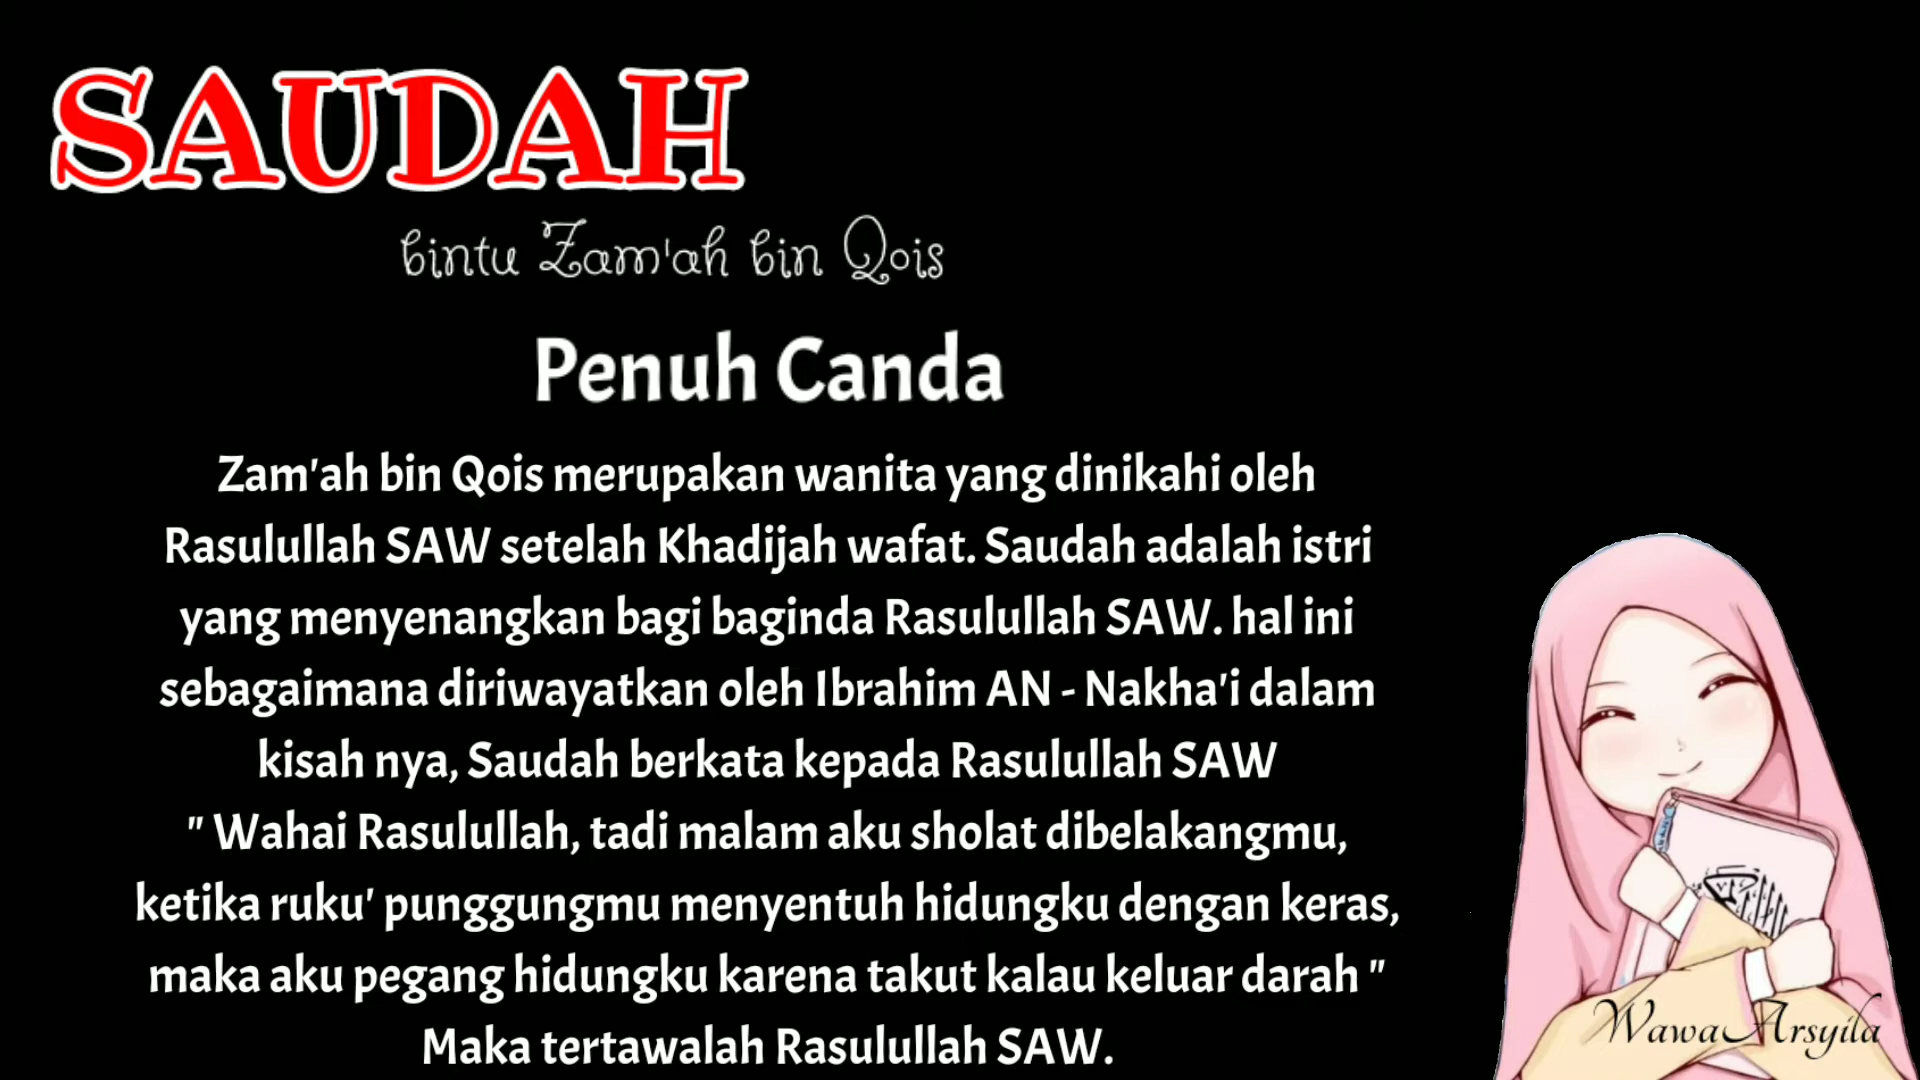 SAUDAH
bintu Zam'ah bin Qois
Penuh Canda
Zam'ah bin Qois merupakan wanita yang dinikahi oleh
Rasulullah SAW setelah Khadijah wafat. Saudah adalah istri
yang menyenangkan bagi baginda Rasulullah SAW. hal ini
sebagaimana diriwayatkan oleh Ibrahim AN - Nakha'i dalam
kisah nya, Saudah berkata kepada Rasulullah SAW
" Wahai Rasulullah, tadi malam aku sholat dibelakangmu,
ketika ruku' punggungmu menyentuh hidungku dengan keras,
maka aku pegang hidungku karena takut kalau keluar darah "
Maka tertawalah Rasulullah SAW.
WawaArsyila